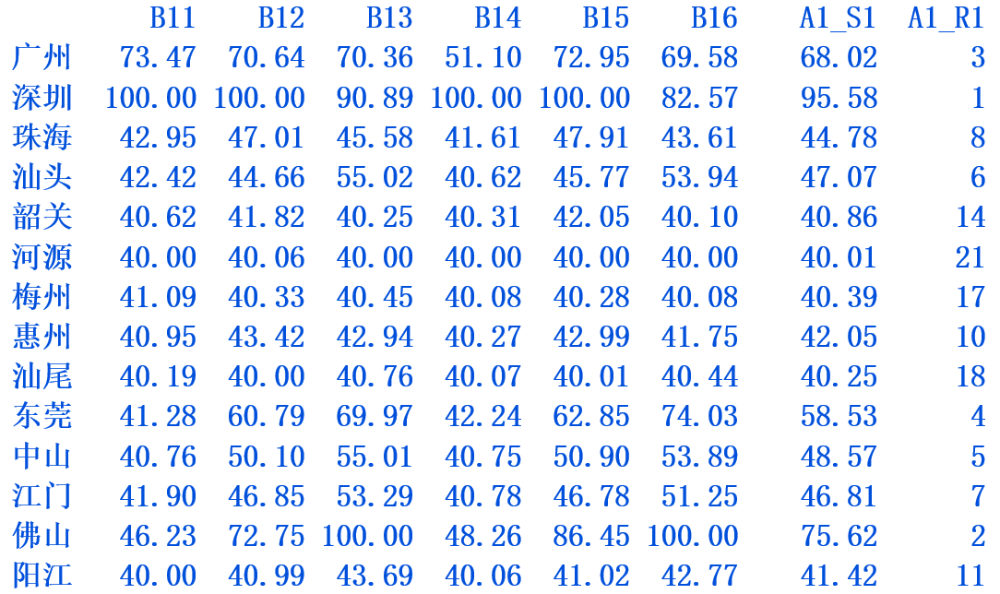 B11 B12 B13 B14 B15 B16 A1_S1 A1_R1
广州 73.47 70.64 70.36 51.10 72.95 69.58 68.02 3
深圳 100.00 100.00 90.89 100.00 100.00 82.57 95.58 1
珠海 42.95 47.01 45.58 41.61 47.91 43.61 44.78 8
汕头 42.42 44.66 55.02 40.62 45.77 53.94 47.07 6
韶关 40.62 41.82 40.25 40.31 42.05 40.10 40.86 14
河源 40.00 40.06 40.00 40.00 40.00 40.00 40.01 21
梅州 41.09 40.33 40.45 40.08 40.28 40.08 40.39 17
惠州 40.95 43.42 42.94 40.27 42.99 41.75 42.05 10
汕尾 40.19 40.00 40.76 40.07 40.01 40.44 40.25 18
东莞 41.28 60.79 69.97 42.24 62.85 74.03 58.53 4
中山 40.76 50.10 55.01 40.75 50.90 53.89 48.57 5
江门 41.90 46.85 53.29 40.78 46.78 51.25 46.81 7
佛山 46.23 72.75 100.00 48.26 86.45 100.00 75.62 2
阳江 40.00 40.99 43.69 40.06 41.02 42.77 41.42 11